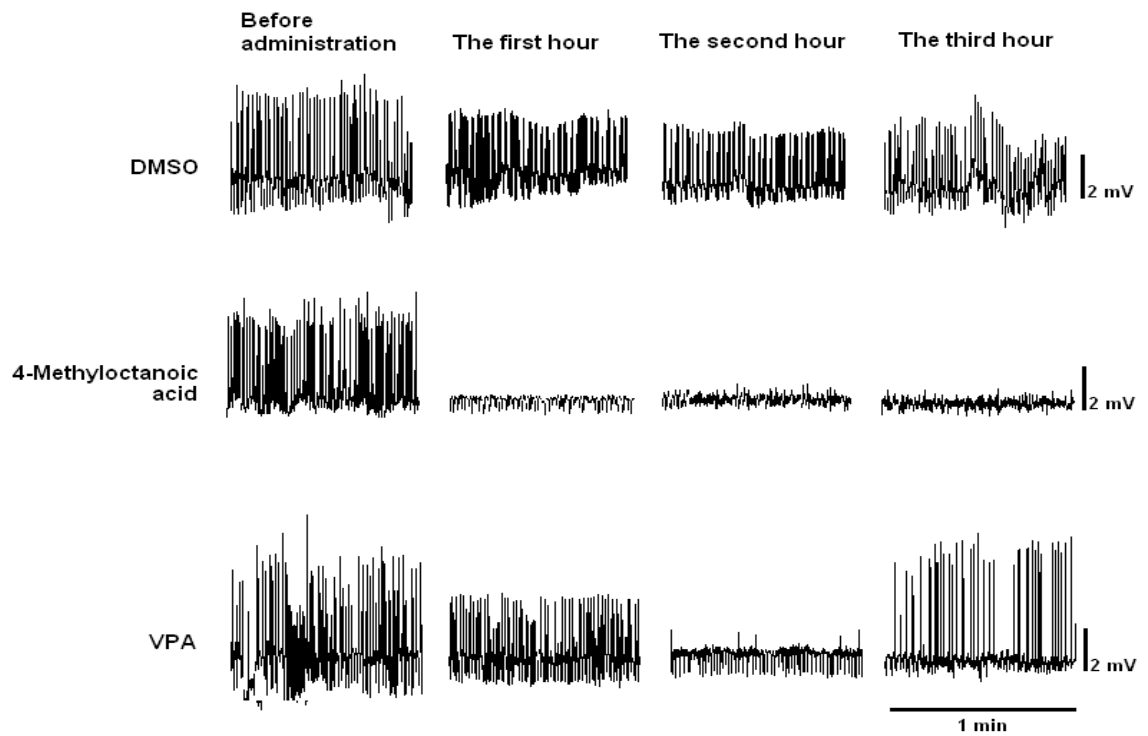 Before
administration
The first hour
The second hour
The third hour
DMSO
2 mV
4-Methyloctanoic
acid
2 mV
VPA
2 mV
1 min